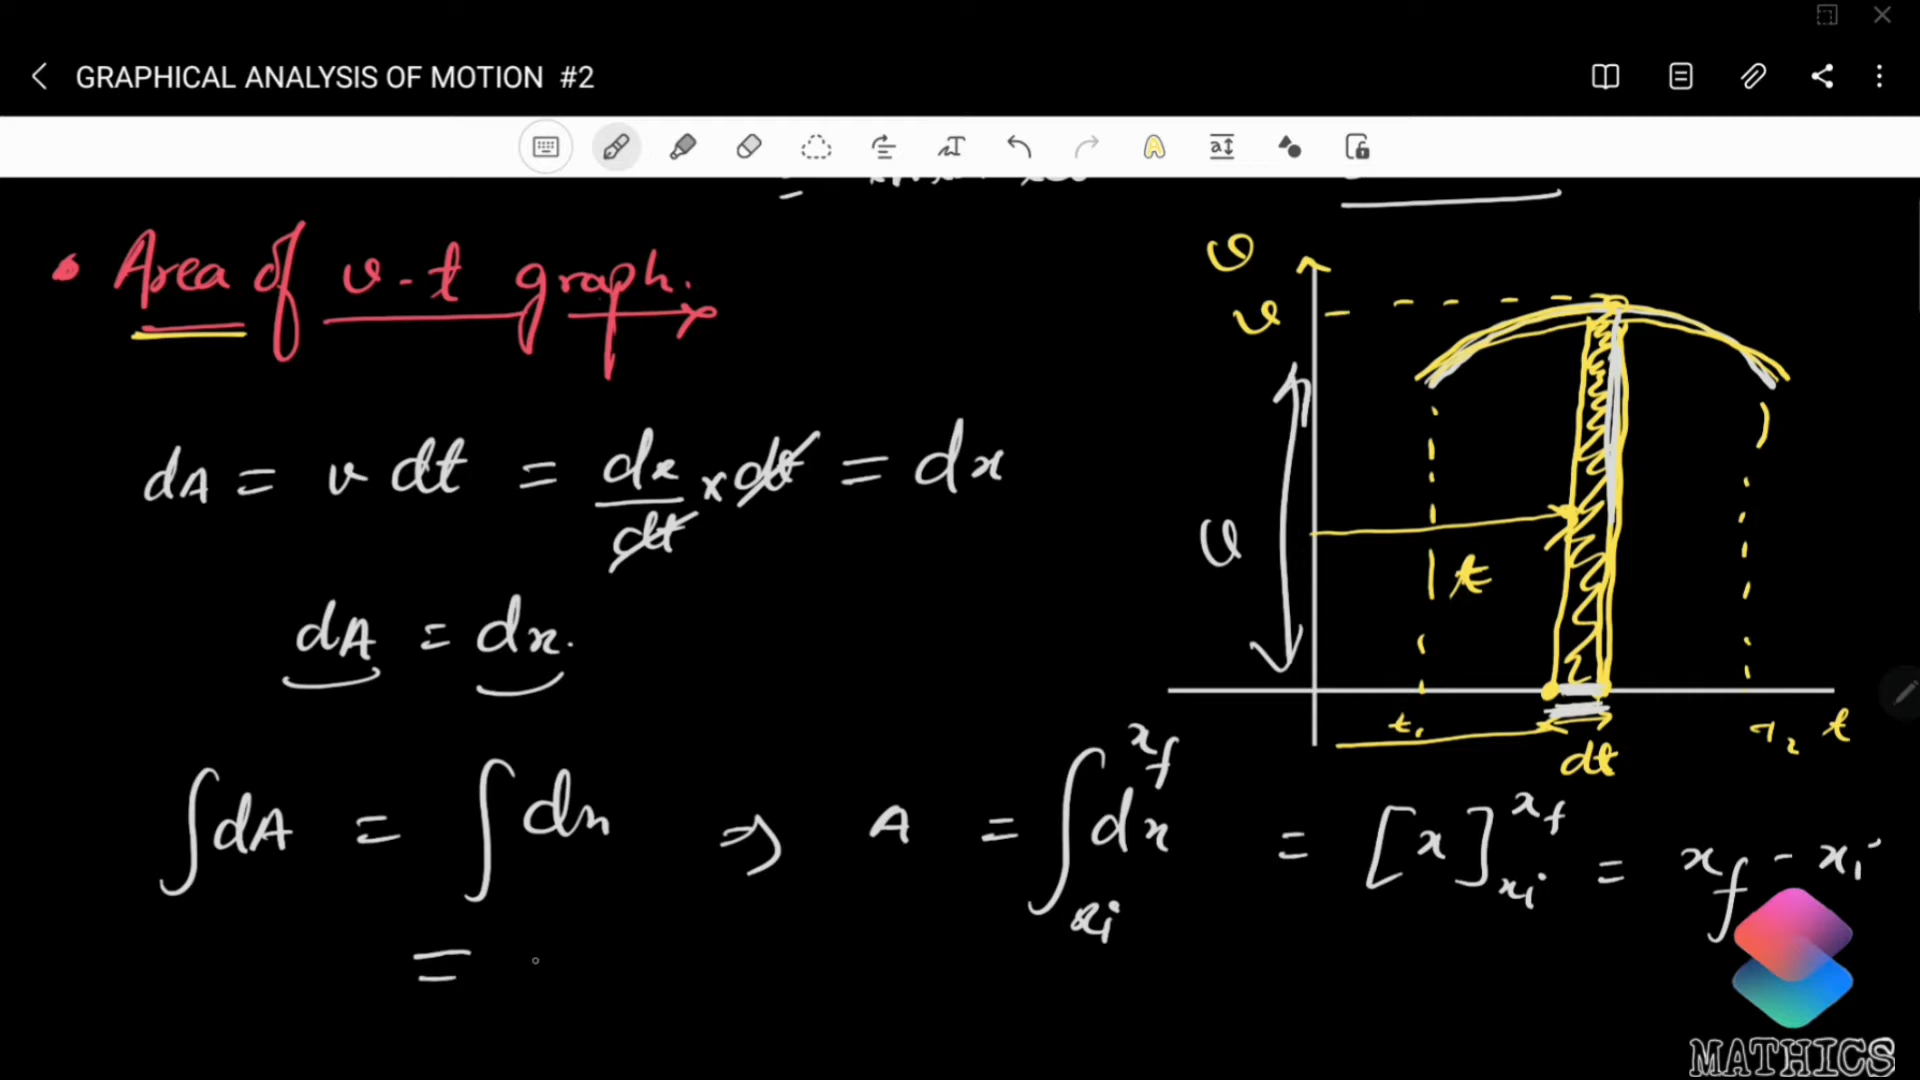 GRAPHICAL ANALYSIS OF MOTION #2
• Area of v-t graph.
dA = v dt = dx/dt × dt = dx
dA = dx.
∫dA = ∫dx ⇒ A = ∫_{xi}^{xf} dx = [x]_{xi}^{xf} = xf - xi
=
v
v
v
t
t₁
dt
t
MATHICS